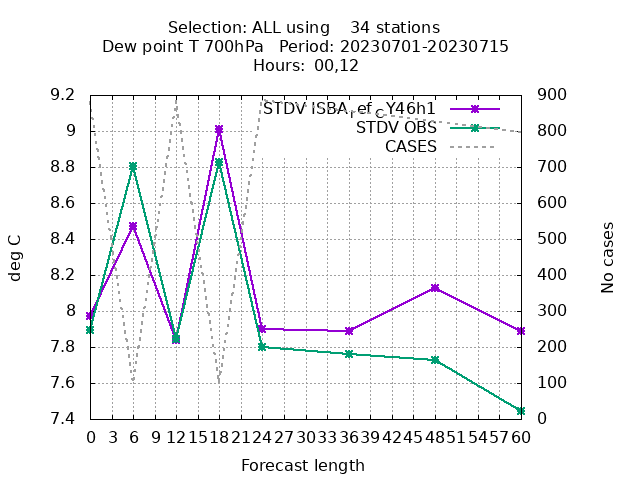 Selection: ALL using    34 stations
Dew point T 700hPa   Period: 20230701-20230715
Hours:  00,12
9.2
9
8.8
8.6
8.4
8.2
8
7.8
7.6
7.4
deg C
STDV ISBA_ef_CY46h1
STDV OBS
CASES
900
800
700
600
500
400
300
200
100
0
No cases
0 3 6 9 12 15 18 21 24 27 30 33 36 39 42 45 48 51 54 57 60
Forecast length